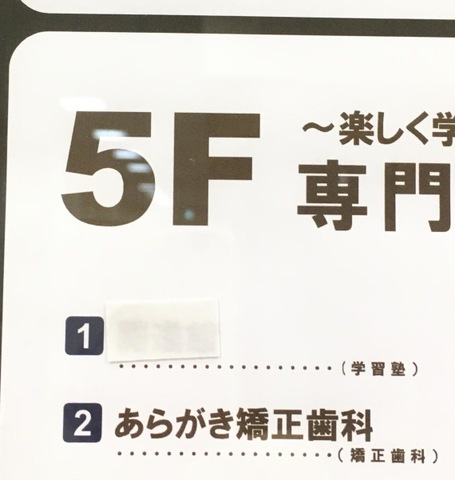 5F
～楽しく学
専門
1
(学習塾)
2 あらがき矯正歯科
(矯正歯科)